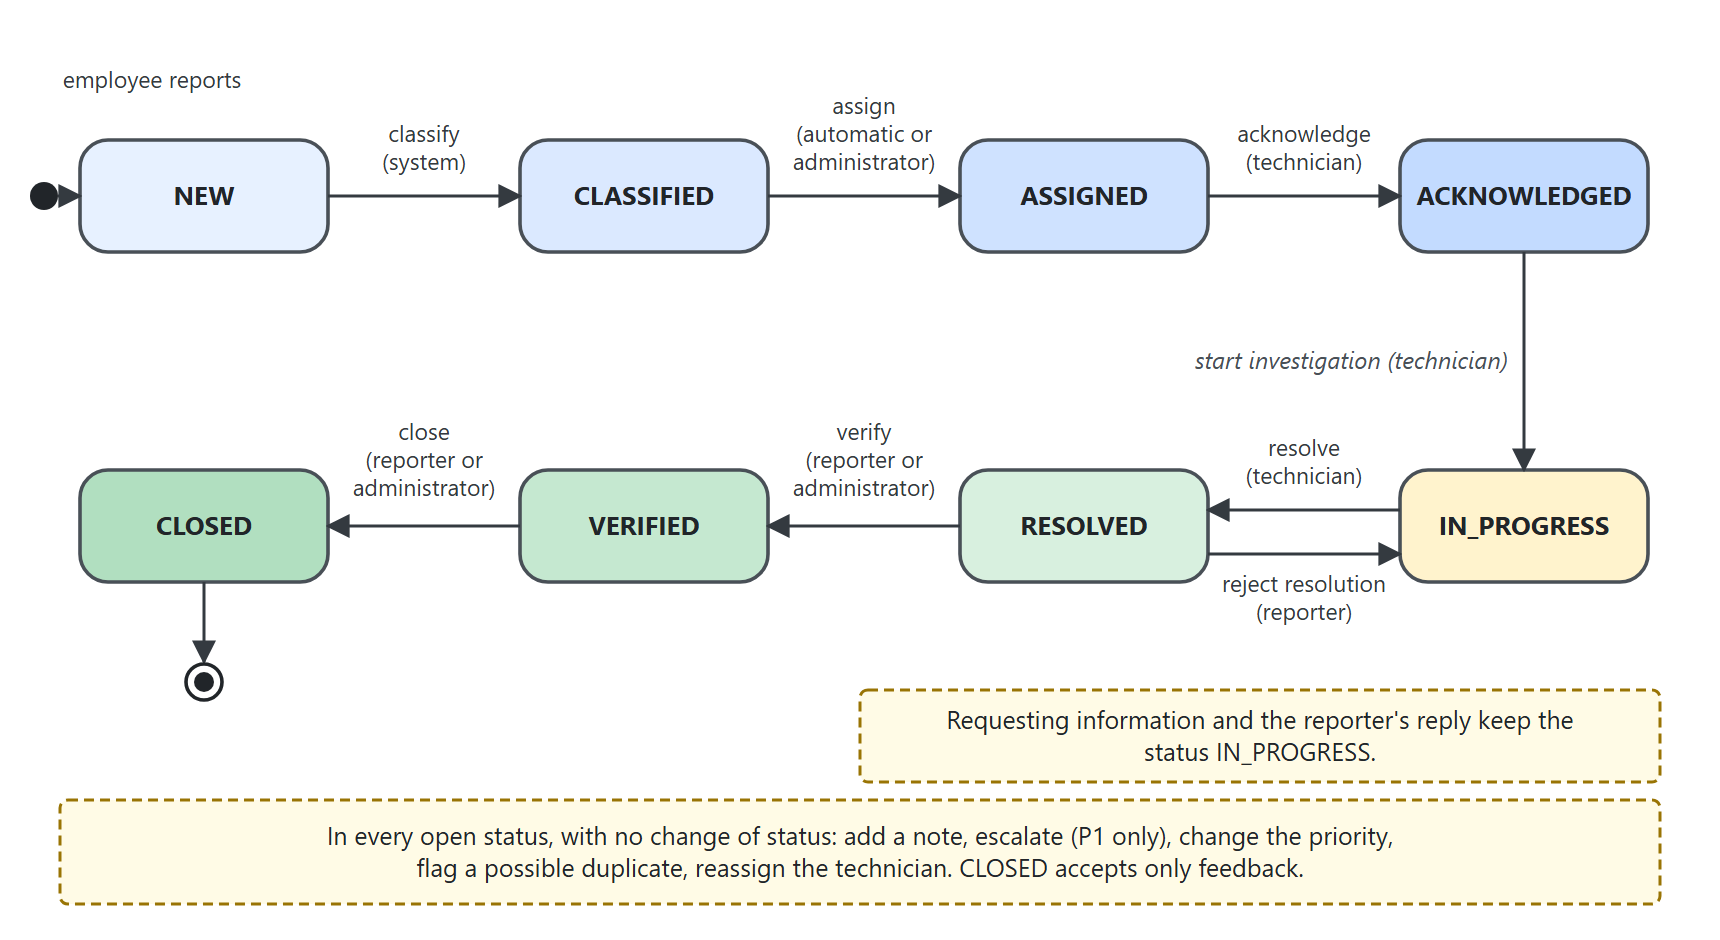 employee reports
classify
(system)
assign
(automatic or
administrator)
acknowledge
(technician)
NEW
CLASSIFIED
ASSIGNED
ACKNOWLEDGED
start investigation (technician)
close
(reporter or
administrator)
verify
(reporter or
administrator)
resolve
(technician)
CLOSED
VERIFIED
RESOLVED
IN_PROGRESS
reject resolution
(reporter)
Requesting information and the reporter's reply keep the
status IN_PROGRESS.
In every open status, with no change of status: add a note, escalate (P1 only), change the priority,
flag a possible duplicate, reassign the technician. CLOSED accepts only feedback.